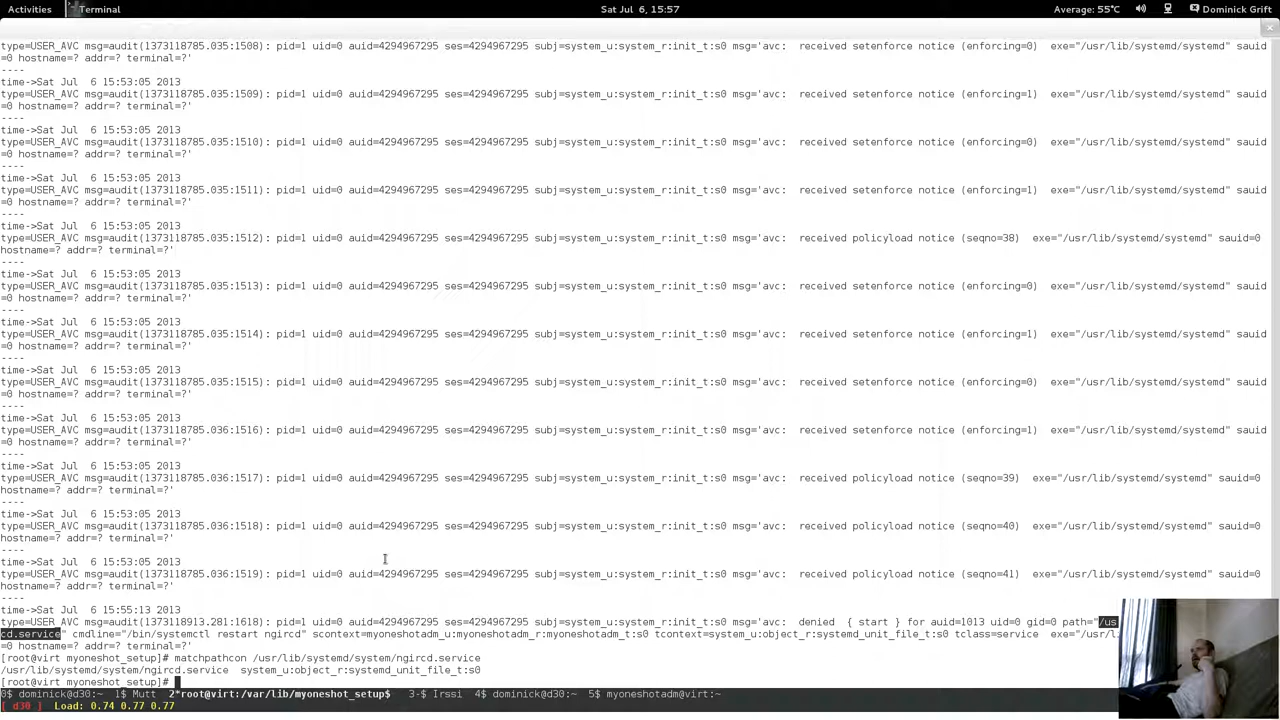 Activities Terminal Sat Jul 6, 15:57 Average: 55°C Dominick Grift
type=USER_AVC msg=audit(1373118785.035:1508): pid=1 uid=0 auid=4294967295 ses=4294967295 subj=system_u:system_r:init_t:s0 msg='avc:  received setenforce notice (enforcing=0)  exe="/usr/lib/systemd/systemd" sauid
=0 hostname=? addr=? terminal=?'
----
time->Sat Jul  6 15:53:05 2013
type=USER_AVC msg=audit(1373118785.035:1509): pid=1 uid=0 auid=4294967295 ses=4294967295 subj=system_u:system_r:init_t:s0 msg='avc:  received setenforce notice (enforcing=1)  exe="/usr/lib/systemd/systemd" sauid
=0 hostname=? addr=? terminal=?'
----
time->Sat Jul  6 15:53:05 2013
type=USER_AVC msg=audit(1373118785.035:1510): pid=1 uid=0 auid=4294967295 ses=4294967295 subj=system_u:system_r:init_t:s0 msg='avc:  received setenforce notice (enforcing=0)  exe="/usr/lib/systemd/systemd" sauid
=0 hostname=? addr=? terminal=?'
----
time->Sat Jul  6 15:53:05 2013
type=USER_AVC msg=audit(1373118785.035:1511): pid=1 uid=0 auid=4294967295 ses=4294967295 subj=system_u:system_r:init_t:s0 msg='avc:  received setenforce notice (enforcing=1)  exe="/usr/lib/systemd/systemd" sauid
=0 hostname=? addr=? terminal=?'
----
time->Sat Jul  6 15:53:05 2013
type=USER_AVC msg=audit(1373118785.035:1512): pid=1 uid=0 auid=4294967295 ses=4294967295 subj=system_u:system_r:init_t:s0 msg='avc:  received policyload notice (seqno=38)  exe="/usr/lib/systemd/systemd" sauid=0
hostname=? addr=? terminal=?'
----
time->Sat Jul  6 15:53:05 2013
type=USER_AVC msg=audit(1373118785.035:1513): pid=1 uid=0 auid=4294967295 ses=4294967295 subj=system_u:system_r:init_t:s0 msg='avc:  received setenforce notice (enforcing=0)  exe="/usr/lib/systemd/systemd" sauid
=0 hostname=? addr=? terminal=?'
----
time->Sat Jul  6 15:53:05 2013
type=USER_AVC msg=audit(1373118785.035:1514): pid=1 uid=0 auid=4294967295 ses=4294967295 subj=system_u:system_r:init_t:s0 msg='avc:  received setenforce notice (enforcing=1)  exe="/usr/lib/systemd/systemd" sauid
=0 hostname=? addr=? terminal=?'
----
time->Sat Jul  6 15:53:05 2013
type=USER_AVC msg=audit(1373118785.035:1515): pid=1 uid=0 auid=4294967295 ses=4294967295 subj=system_u:system_r:init_t:s0 msg='avc:  received setenforce notice (enforcing=0)  exe="/usr/lib/systemd/systemd" sauid
=0 hostname=? addr=? terminal=?'
----
time->Sat Jul  6 15:53:05 2013
type=USER_AVC msg=audit(1373118785.035:1516): pid=1 uid=0 auid=4294967295 ses=4294967295 subj=system_u:system_r:init_t:s0 msg='avc:  received setenforce notice (enforcing=1)  exe="/usr/lib/systemd/systemd" sauid
=0 hostname=? addr=? terminal=?'
----
time->Sat Jul  6 15:53:05 2013
type=USER_AVC msg=audit(1373118785.036:1517): pid=1 uid=0 auid=4294967295 ses=4294967295 subj=system_u:system_r:init_t:s0 msg='avc:  received policyload notice (seqno=39)  exe="/usr/lib/systemd/systemd" sauid=0
hostname=? addr=? terminal=?'
----
time->Sat Jul  6 15:53:05 2013
type=USER_AVC msg=audit(1373118785.036:1518): pid=1 uid=0 auid=4294967295 ses=4294967295 subj=system_u:system_r:init_t:s0 msg='avc:  received policyload notice (seqno=40)  exe="/usr/lib/systemd/systemd" sauid=0
hostname=? addr=? terminal=?'
----
time->Sat Jul  6 15:53:05 2013
type=USER_AVC msg=audit(1373118785.036:1519): pid=1 uid=0 auid=4294967295 ses=4294967295 subj=system_u:system_r:init_t:s0 msg='avc:  received policyload notice (seqno=41)  exe="/usr/lib/systemd/systemd" sauid=0
hostname=? addr=? terminal=?'
----
time->Sat Jul  6 15:55:13 2013
type=USER_AVC msg=audit(1373118913.281:1618): pid=1 uid=0 auid=4294967295 ses=4294967295 subj=system_u:system_r:init_t:s0 msg='avc:  denied  { start } for auid=1013 uid=0 gid=0 path="/us
cd.service" cmdline="/bin/systemctl restart ngircd" scontext=myoneshotadm_u:myoneshotadm_r:myoneshotadm_t:s0 tcontext=system_u:object_r:systemd_unit_file_t:s0 tclass=service  exe="/usr/li
hostname=? addr=? terminal=?'
[root@virt myoneshot_setup]# matchpathcon /usr/lib/systemd/system/ngircd.service
/usr/lib/systemd/system/ngircd.service  system_u:object_r:systemd_unit_file_t:s0
[root@virt myoneshot_setup]#
0$ dominick@d30:~  1$ Mutt  2*root@virt:/var/lib/myoneshot_setup$  3-$ Irssi  4$ dominick@d30:~  5$ myoneshotadm@virt:~
[ d30 ] Load: 0.74 0.77 0.77